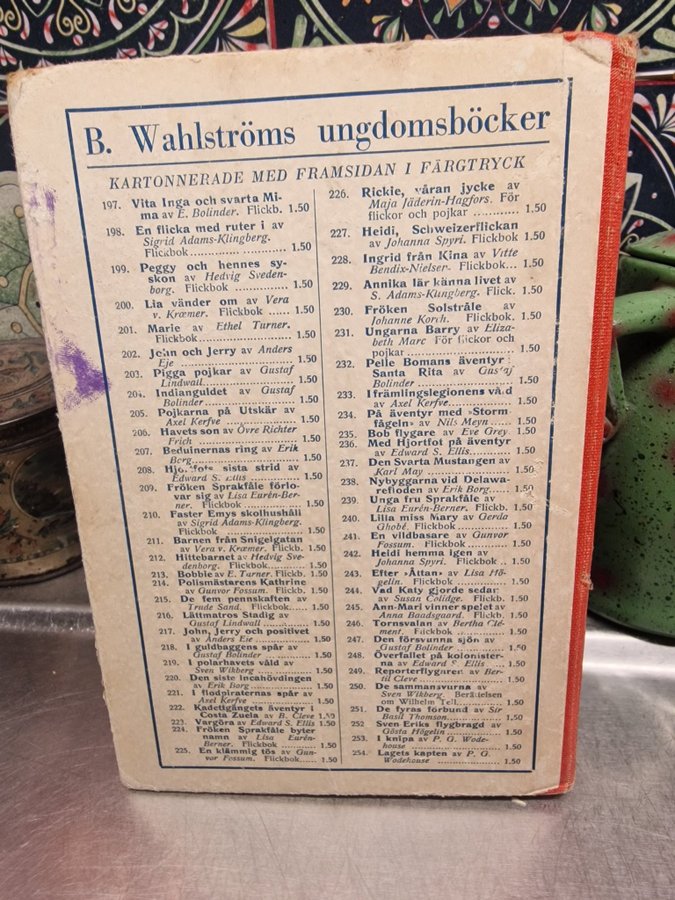 B. Wahlströms ungdomsböcker
KARTONNERADE MED FRAMSIDAN I FÄRGTRYCK
197. Vita Inga och svarta Mi-
ma av E. Bolinder. Flickb. 1.50
198. En flicka med ruter i av
Sigrid Adams-Klingberg.
Flickbok 1.50
199. Peggy och hennes sy-
skon av Hedvig Sveden-
borg. Flickbok 1.50
200. Lia vänder om av Vera
v. Kræmer. Flickbok 1.50
201. Marie av Ethel Turner.
Flickbok 1.50
202. John och Jerry av Anders
Eje 1.50
203. Pigga pojkar av Gustaf
Lindwall 1.50
204. Indianguldet av Gustaf
Bolinder 1.50
205. Pojkarna på Utskär av
Axel Kerfve 1.50
206. Havets son av Övre Richter
Frich 1.50
207. Beduinernas ring av Erik
Borg 1.50
208. Hjortfots sista strid av
Edward S. Ellis 1.50
209. Fröken Sprakfåle förlo-
var sig av Lisa Eurén-Ber-
ner. Flickbok 1.50
210. Faster Emys skolhushåll
av Sigrid Adams-Klingberg.
Flickbok 1.50
211. Barnen från Snigelgatan
av Vera v. Kræmer. Flickb. 1.50
212. Hittebarnet av Hedvig Sve-
denborg. Flickbok 1.50
213. Bobbie av E. Turner. Flickb. 1.50
214. Polismästarens Kathrine
av Gunvor Fossum. Flickb. 1.50
215. De fem pennskaften av
Trude Sand. Flickbok 1.50
216. Lättmatros Stadig av
Gustaf Lindwall 1.50
217. John, Jerry och positivet
av Anders Eje 1.50
218. I guldbaggens spår av
Gustaf Bolinder 1.50
219. I polarhavets våld av
Sven Wikberg 1.50
220. Den siste Incahövdingen
av Erik Borg 1.50
221. I flodpiraternas spår av
Axel Kerfve 1.50
222. Kadettgängets äventyr i
Costa Zuela av B. Cleve 1.50
223. Vargöra av Edward S. Ellis 1.50
224. Fröken Sprakfåle byter
namn av Lisa Eurén-
Berner. Flickbok 1.50
225. En klämmig tös av Gun-
vor Fossum. Flickbok 1.50
226. Rickie, våran jycke av
Maja Jäderin-Hagfors. För
flickor och pojkar 1.50
227. Heidi, Schweizerflickan
av Johanna Spyri. Flickbok 1.50
228. Ingrid från Kina av Vitte
Bendix-Nielsen. Flickbok 1.50
229. Annika lär känna livet av
S. Adams-Klingberg. Flick. 1.50
230. Fröken Solstråle av
Johanne Korch. Flickbok. 1.50
231. Ungarna Barry av Eliza-
beth Marc För flickor och
pojkar 1.50
232. Pelle Bomans äventyr i
Santa Rita av Gustaf
Bolinder 1.50
233. I främlingslegionens våld
av Axel Kerfve 1.50
234. På äventyr med »Storm-
fågeln» av Nils Meyn 1.50
235. Bob flygare av Eve Grey 1.50
236. Med Hjortfot på äventyr
av Edward S. Ellis 1.50
237. Den Svarta Mustangen av
Karl May 1.50
238. Nybyggarna vid Delawa-
refloden av Erik Borg 1.50
239. Unga fru Sprakfåle av
Lisa Eurén-Berner. Flickb. 1.50
240. Lilla miss Mary av Gerda
Ghobé. Flickbok 1.50
241. En vildbasare av Gunvor
Fossum. Flickbok 1.50
242. Heidi hemma igen av
Johanna Spyri. Flickbok 1.50
243. Efter »Åttan» av Lisa Hö-
gelin. Flickbok 1.50
244. Vad Katy gjorde sedan
av Susan Collidge. Flickb. 1.50
245. Ann-Mari vinner spelet av
Anna Baadsgaard. Flickbok 1.50
246. Tornsvalan av Bertha Clé-
ment. Flickbok 1.50
247. Den försvunna sjön av
Gustaf Bolinder 1.50
248. Överfallet på kolonister-
na av Edward S. Ellis 1.50
249. Reporterflygaren av Ber-
til Cleve 1.50
250. De sammansvurna av
Sven Wikberg. Berättelsen
om Wilhelm Tell 1.50
251. De fyras förbund av Sir
Basil Thomson 1.50
252 Sven Eriks flygbragd av
Gösta Högelin 1.50
253. I knipa av P. G. Wode-
house 1.50
254. Lagets kapten av P. G.
Wodehouse 1.50